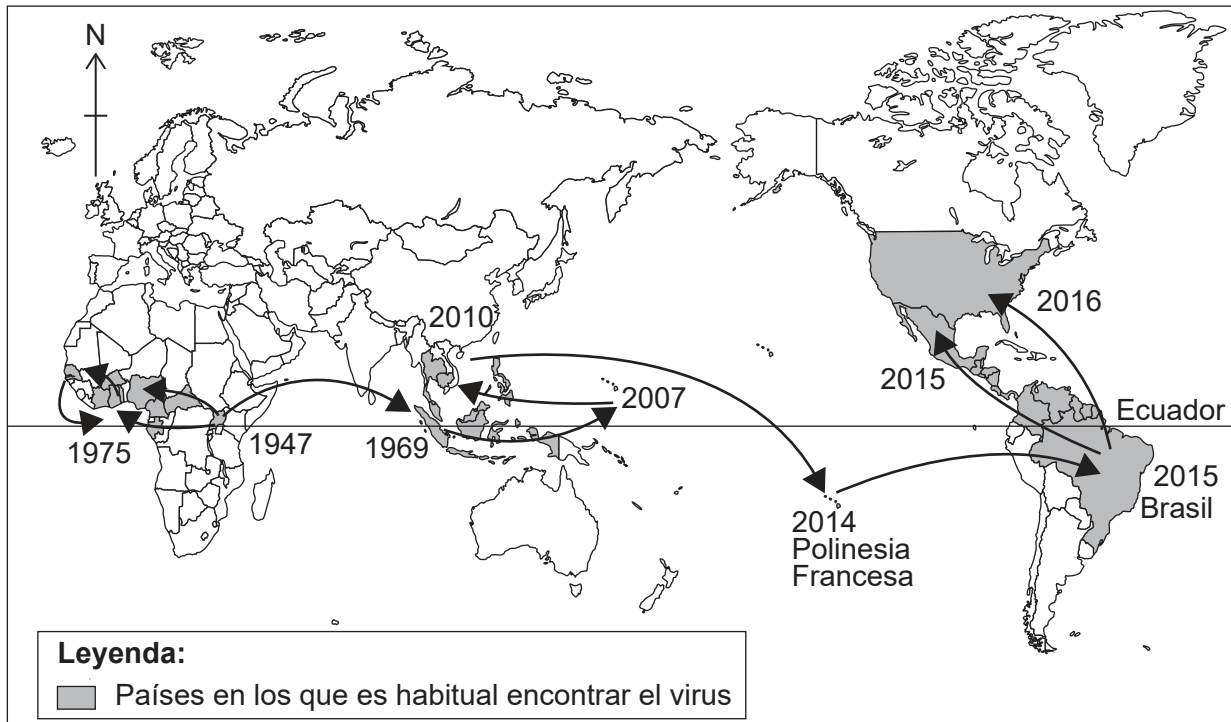 N
2010
2016
2015
2007
Ecuador
1975
1947
1969
2015
Brasil
2014
Polinesia
Francesa
Leyenda:
Países en los que es habitual encontrar el virus